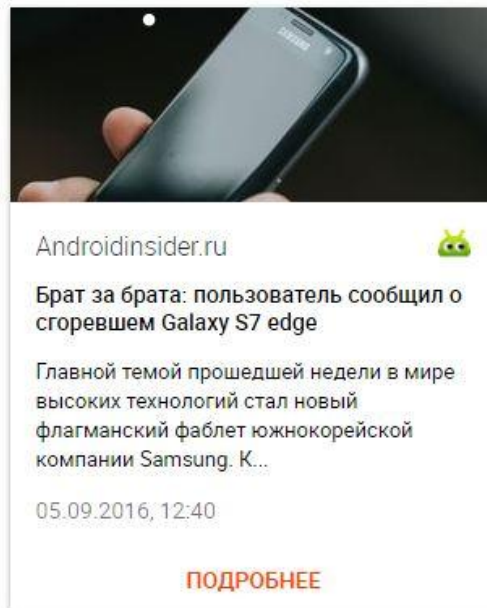 SAMSUNG
Androidinsider.ru
Брат за брата: пользователь сообщил о
сгоревшем Galaxy S7 edge
Главной темой прошедшей недели в мире
высоких технологий стал новый
флагманский фаблет южнокорейской
компании Samsung. К...
05.09.2016, 12:40
ПОДРОБНЕЕ